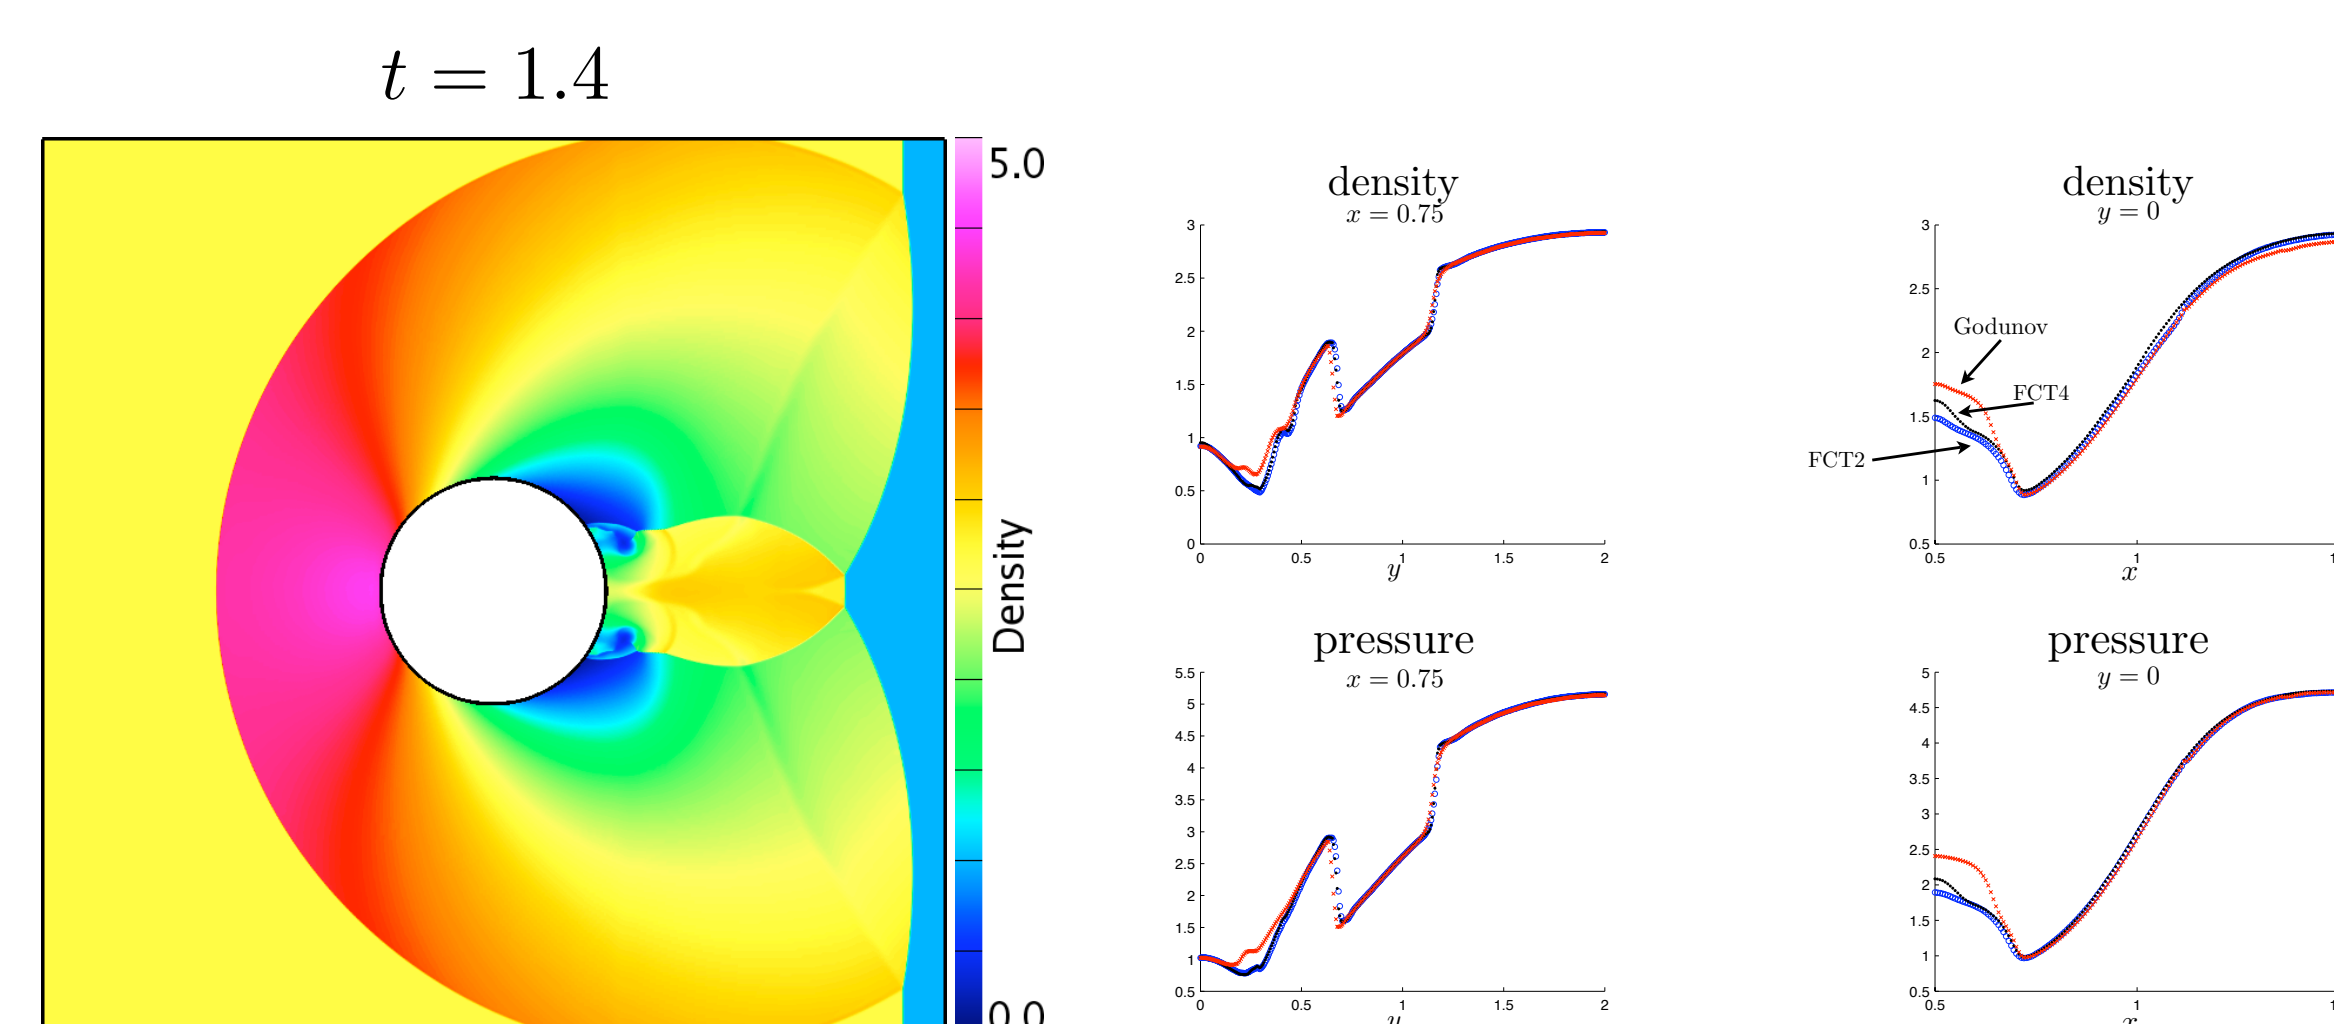 t = 1.4
5.0
Density
0.0
density
x = 0.75
3
2.5
2
1.5
1
0.5
0
0
0.5
1
1.5
2
y
density
y = 0
3
2.5
2
1.5
1
0.5
Godunov
FCT4
FCT2
0.5
1
x
pressure
x = 0.75
5.5
5
4.5
4
3.5
3
2.5
2
1.5
1
0.5
0
0.5
1
1.5
2
y
pressure
y = 0
5
4.5
4
3.5
3
2.5
2
1.5
1
0.5
0.5
1
x